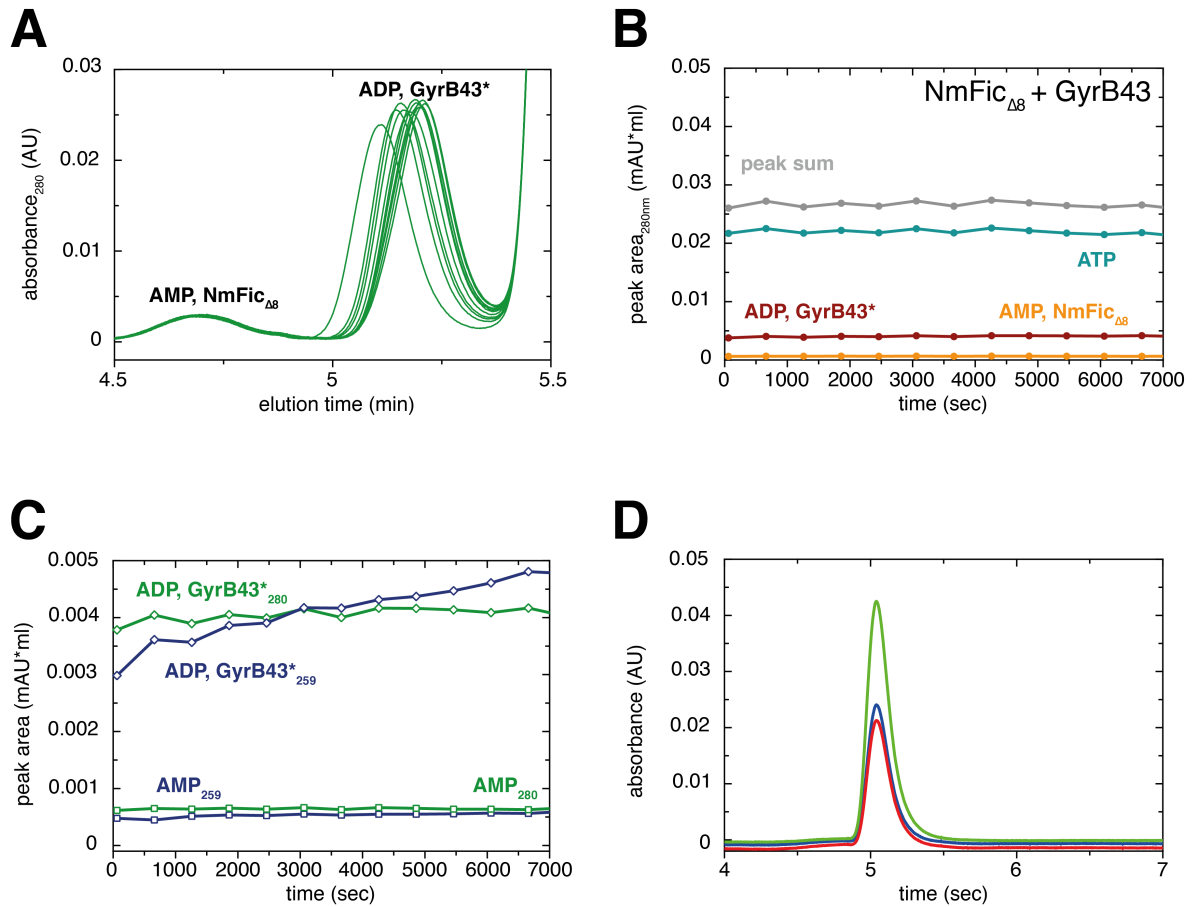 A
0.03
0.02
0.01
0
absorbance280 (AU)
ADP, GyrB43*
AMP, NmFicΔ8
4.5 5 5.5
elution time (min)
B
0.05
0.04
0.03
0.02
0.01
0
peak area280nm (mAU*ml)
NmFicΔ8 + GyrB43
peak sum
ATP
ADP, GyrB43*
AMP, NmFicΔ8
0 1000 2000 3000 4000 5000 6000 7000
time (sec)
C
0.005
0.004
0.003
0.002
0.001
0
peak area (mAU*ml)
ADP, GyrB43*280
ADP, GyrB43*259
AMP259
AMP280
0 1000 2000 3000 4000 5000 6000 7000
time (sec)
D
0.05
0.04
0.03
0.02
0.01
0
absorbance (AU)
4 5 6 7
time (sec)